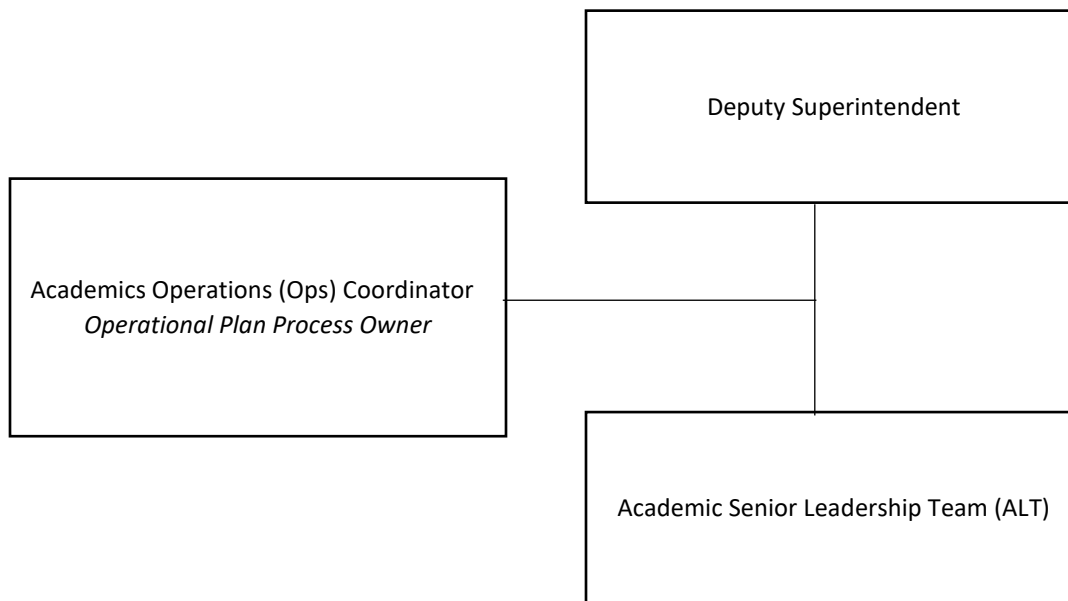 Deputy Superintendent
Academics Operations (Ops) Coordinator
Operational Plan Process Owner
Academic Senior Leadership Team (ALT)